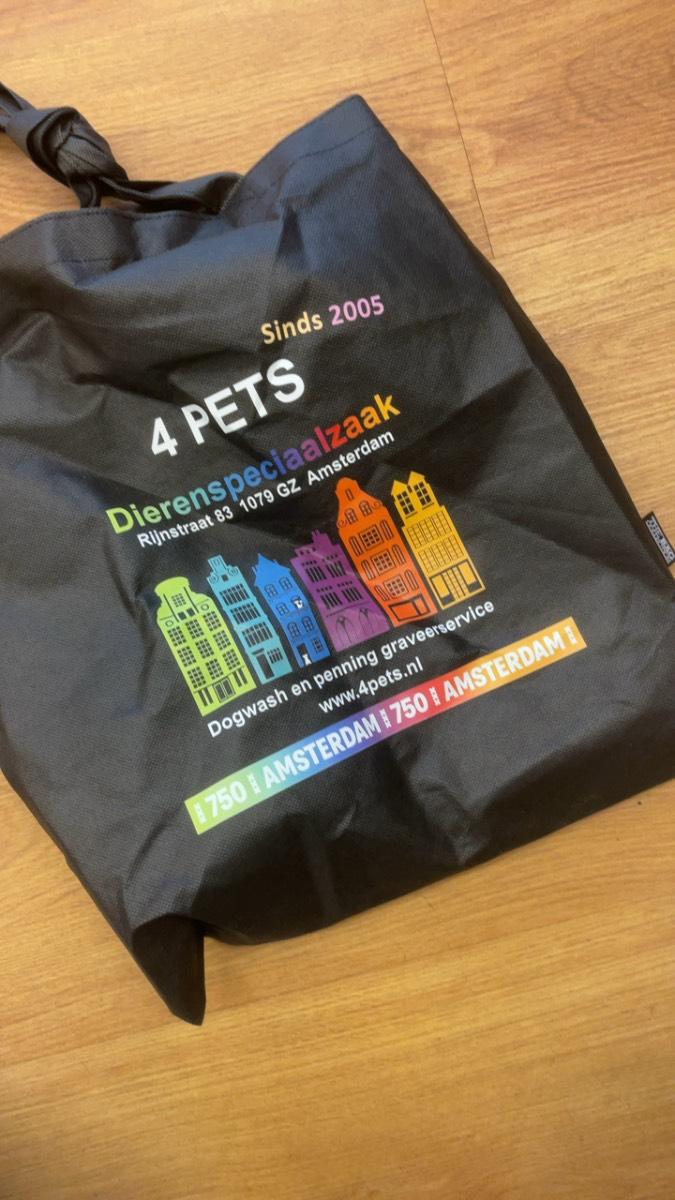 Sinds 2005
4 PETS
Dierenspeciaalzaak
Rijnstraat 83 1079 GZ Amsterdam
Dogwash en penning graveerservice
www.4pets.nl
750 AMSTERDAM 750 AMSTERDAM